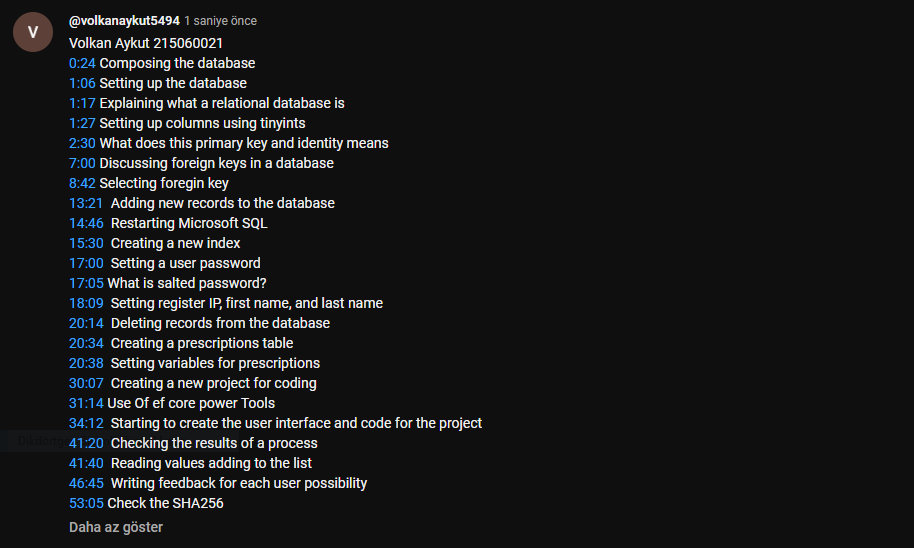 V
@volkanaykut5494 1 saniye önce
Volkan Aykut 215060021
0:24 Composing the database
1:06 Setting up the database
1:17 Explaining what a relational database is
1:27 Setting up columns using tinyints
2:30 What does this primary key and identity means
7:00 Discussing foreign keys in a database
8:42 Selecting foregin key
13:21 Adding new records to the database
14:46 Restarting Microsoft SQL
15:30 Creating a new index
17:00 Setting a user password
17:05 What is salted password?
18:09 Setting register IP, first name, and last name
20:14 Deleting records from the database
20:34 Creating a prescriptions table
20:38 Setting variables for prescriptions
30:07 Creating a new project for coding
31:14 Use Of ef core power Tools
34:12 Starting to create the user interface and code for the project
41:20 Checking the results of a process
41:40 Reading values adding to the list
46:45 Writing feedback for each user possibility
53:05 Check the SHA256
Daha az göster